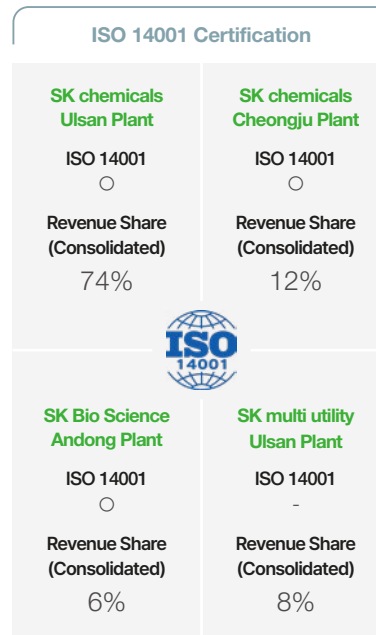 ISO 14001 Certification
SK chemicals
Ulsan Plant
ISO 14001
○
Revenue Share
(Consolidated)
74%
SK chemicals
Cheongju Plant
ISO 14001
○
Revenue Share
(Consolidated)
12%
ISO
14001
SK Bio Science
Andong Plant
ISO 14001
○
Revenue Share
(Consolidated)
6%
SK multi utility
Ulsan Plant
ISO 14001
-
Revenue Share
(Consolidated)
8%